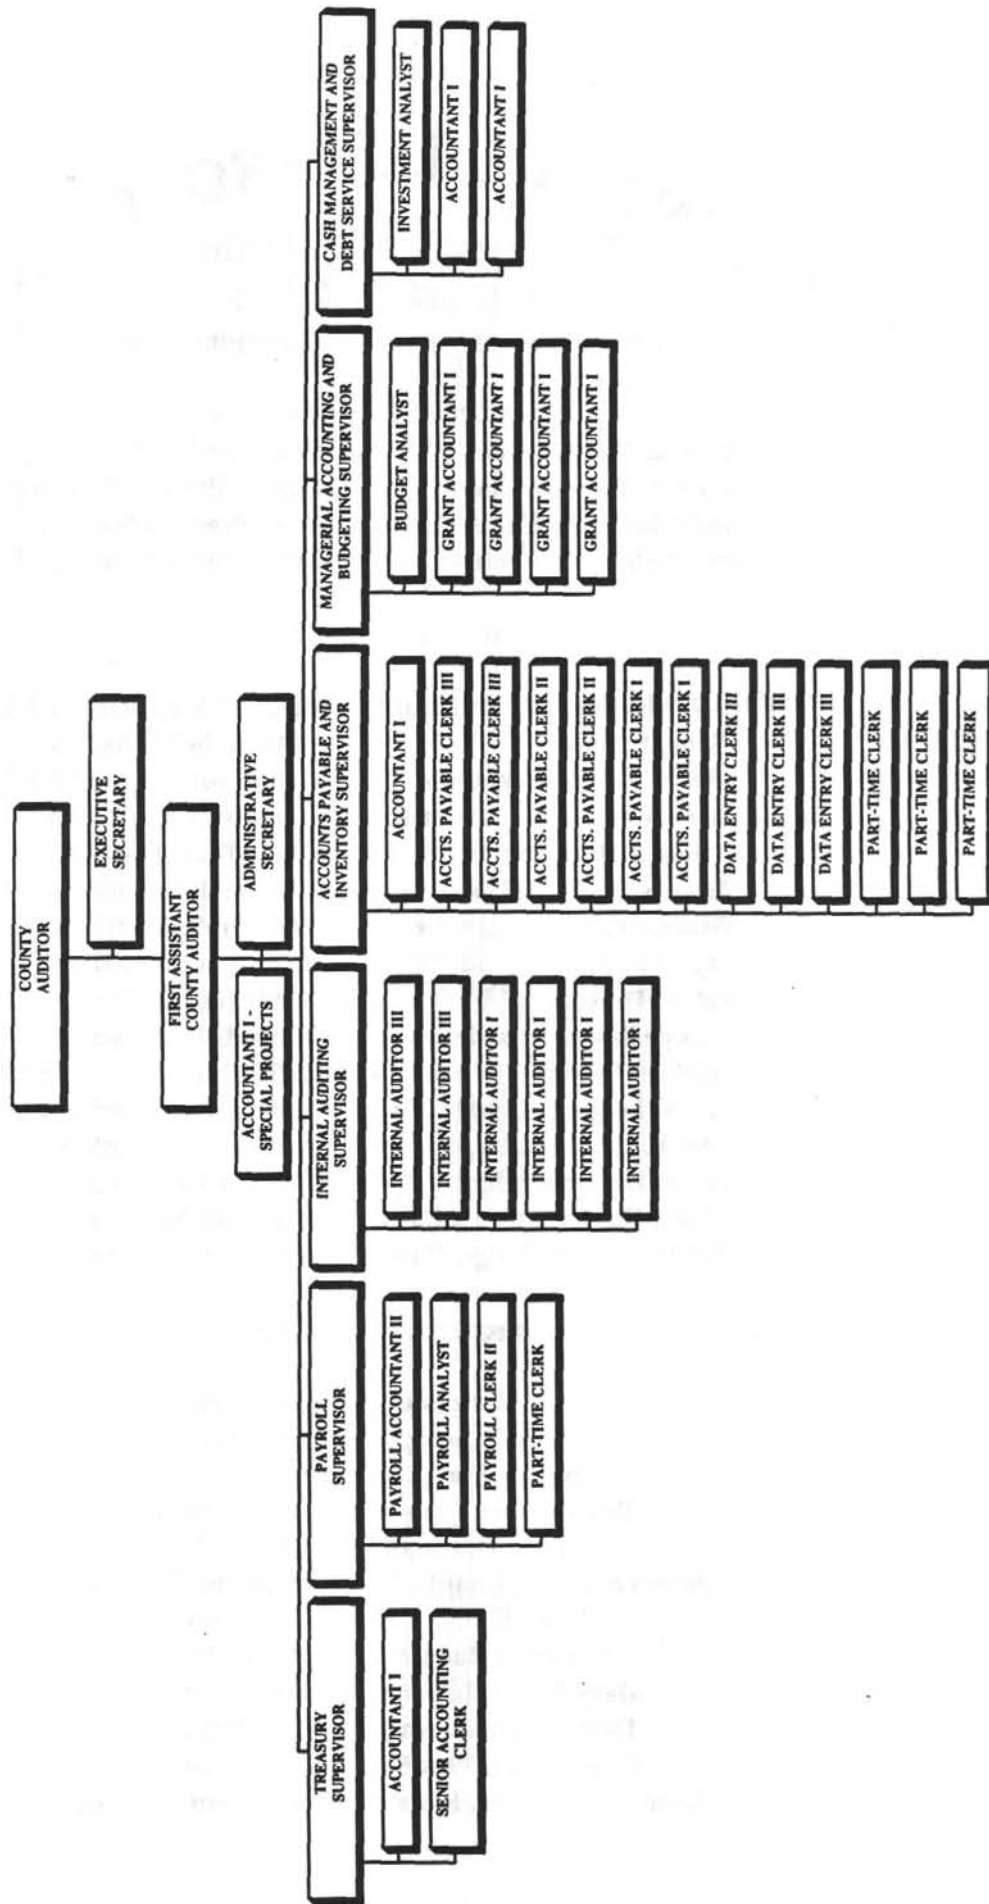 COUNTY
AUDITOR
EXECUTIVE
SECRETARY
FIRST ASSISTANT
COUNTY AUDITOR
ACCOUNTANT I -
SPECIAL PROJECTS
ADMINISTRATIVE
SECRETARY
TREASURY
SUPERVISOR
ACCOUNTANT I
SENIOR ACCOUNTING
CLERK
PAYROLL
SUPERVISOR
PAYROLL ACCOUNTANT II
PAYROLL ANALYST
PAYROLL CLERK II
PART-TIME CLERK
INTERNAL AUDITING
SUPERVISOR
INTERNAL AUDITOR III
INTERNAL AUDITOR III
INTERNAL AUDITOR I
INTERNAL AUDITOR I
INTERNAL AUDITOR I
INTERNAL AUDITOR I
ACCOUNTS PAYABLE AND
INVENTORY SUPERVISOR
ACCOUNTANT I
ACCTS. PAYABLE CLERK III
ACCTS. PAYABLE CLERK III
ACCTS. PAYABLE CLERK II
ACCTS. PAYABLE CLERK II
ACCTS. PAYABLE CLERK I
ACCTS. PAYABLE CLERK I
DATA ENTRY CLERK III
DATA ENTRY CLERK III
DATA ENTRY CLERK III
PART-TIME CLERK
PART-TIME CLERK
PART-TIME CLERK
MANAGERIAL ACCOUNTING AND
BUDGETING SUPERVISOR
BUDGET ANALYST
GRANT ACCOUNTANT I
GRANT ACCOUNTANT I
GRANT ACCOUNTANT I
GRANT ACCOUNTANT I
CASH MANAGEMENT AND
DEBT SERVICE SUPERVISOR
INVESTMENT ANALYST
ACCOUNTANT I
ACCOUNTANT I